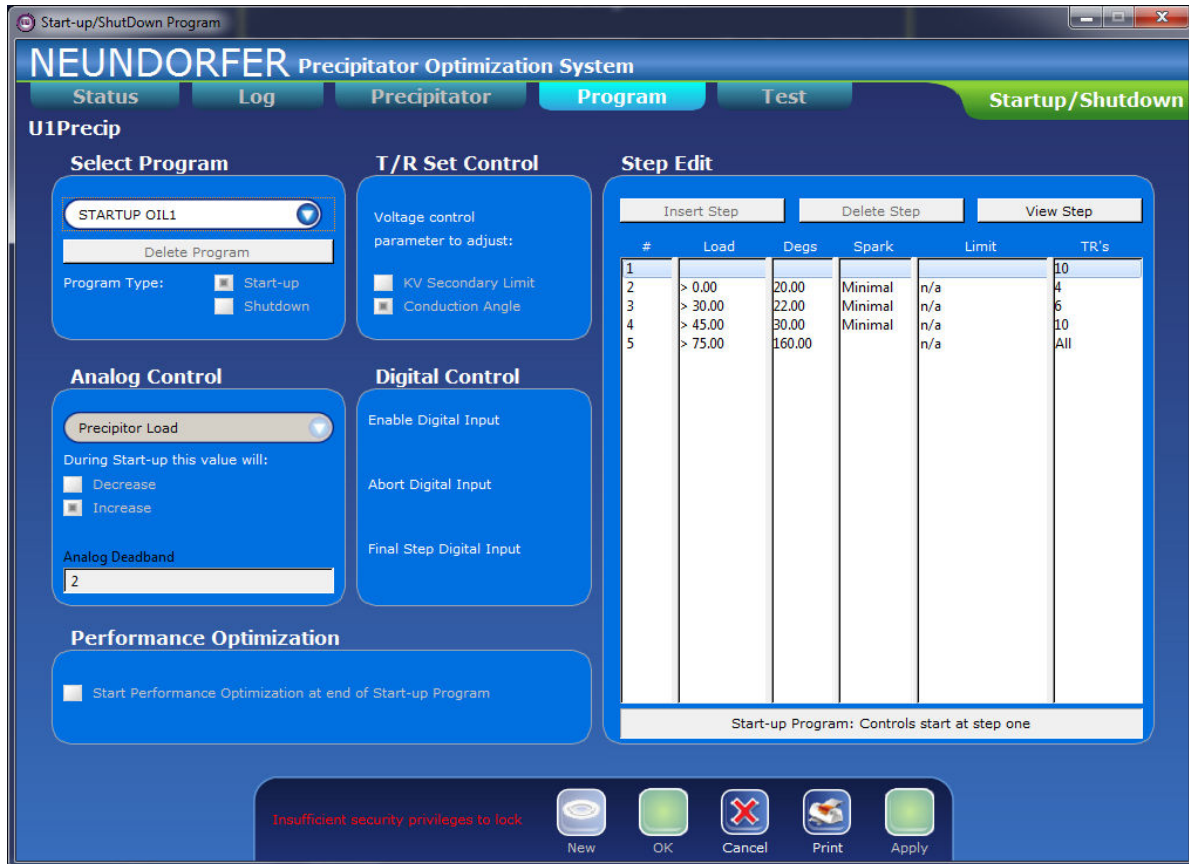 Start-up/ShutDown Program
NEUNDORFER Precipitator Optimization System
Status Log Precipitator Program Test Startup/Shutdown
U1Precip
Select Program
STARTUP OIL1
Delete Program
Program Type: Start-up
Shutdown
T/R Set Control
Voltage control
parameter to adjust:
KV Secondary Limit
Conduction Angle
Analog Control
Precipitor Load
During Start-up this value will:
Decrease
Increase
Analog Deadband
2
Digital Control
Enable Digital Input
Abort Digital Input
Final Step Digital Input
Performance Optimization
Start Performance Optimization at end of Start-up Program
Step Edit
Insert Step Delete Step View Step
# Load Degs Spark Limit TR's
1 10
2 > 0.00 20.00 Minimal n/a 4
3 > 30.00 22.00 Minimal n/a 6
4 > 45.00 30.00 Minimal n/a 10
5 > 75.00 160.00 n/a All
Start-up Program: Controls start at step one
Insufficient security privileges to lock
New OK Cancel Print Apply